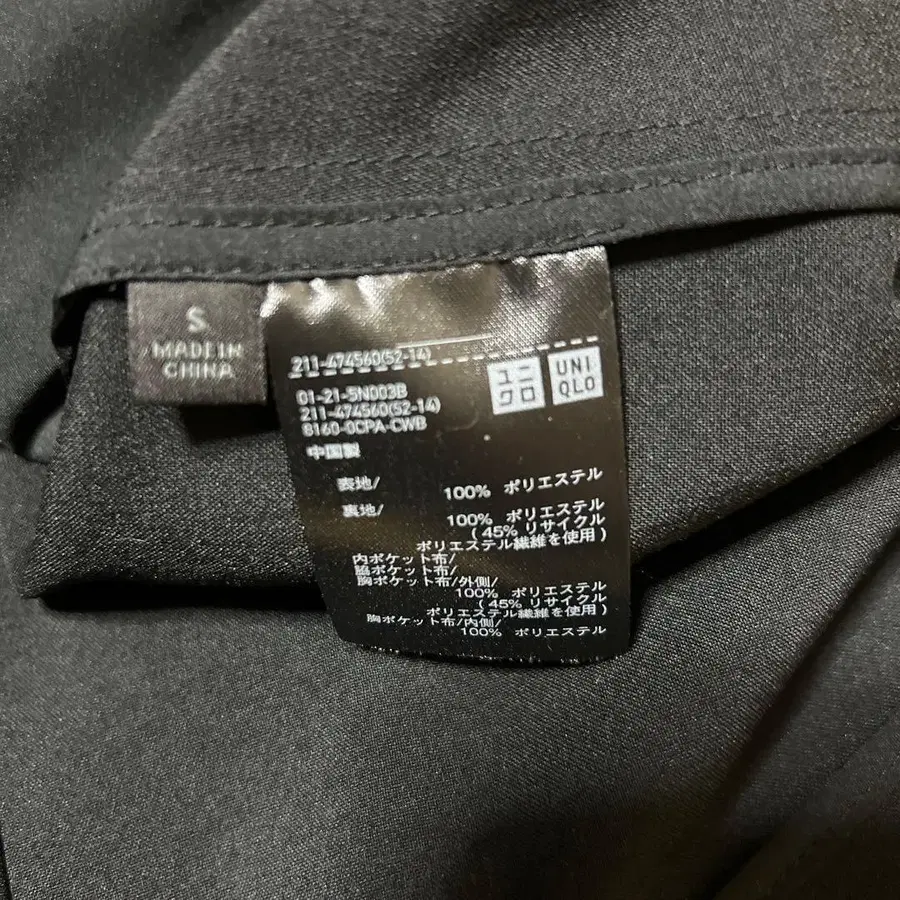 S
MADE IN
CHINA
211-474560(52-14)
ユニ
クロ
UNI
QLO
01-21-5N003B
211-474560(52-14)
8160-0CPA-CWB
中国製
表地/ 100% ポリエステル
裏地/ 100% ポリエステル
(45% リサイクル
ポリエステル繊維を使用)
内ポケット布/
脇ポケット布/
胸ポケット布/外側/
100% ポリエステル
(45% リサイクル
ポリエステル繊維を使用)
胸ポケット布/内側/
100% ポリエステル